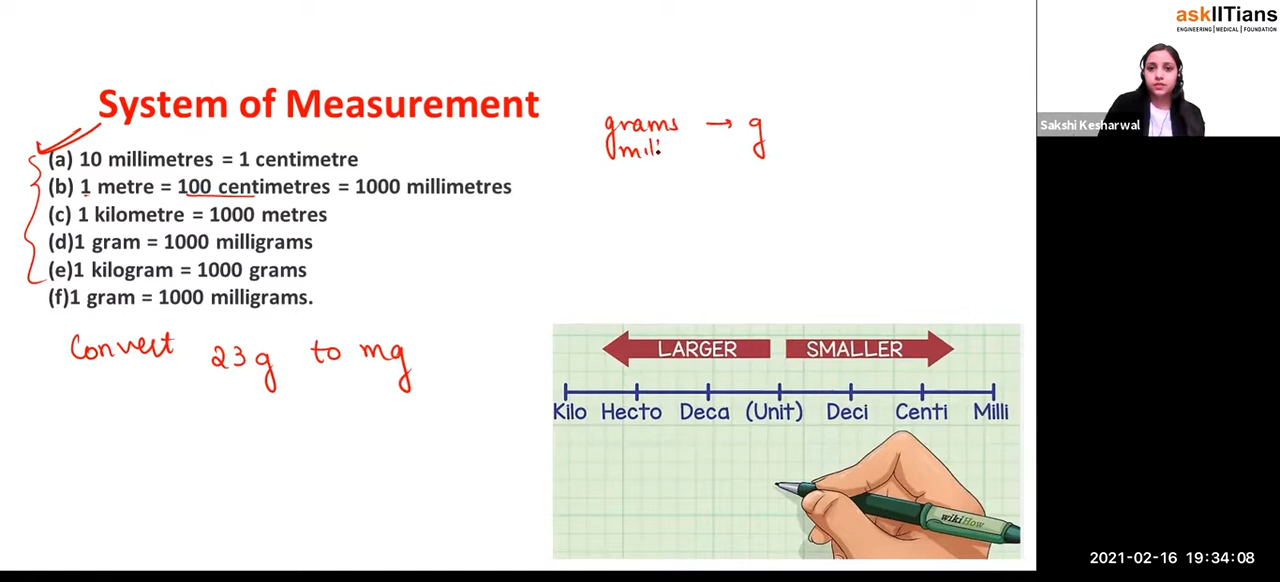 askIITians
ENGINEERING | MEDICAL | FOUNDATION
Sakshi Kesharwal
System of Measurement
(a) 10 millimetres = 1 centimetre
(b) 1 metre = 100 centimetres = 1000 millimetres
(c) 1 kilometre = 1000 metres
(d)1 gram = 1000 milligrams
(e)1 kilogram = 1000 grams
(f)1 gram = 1000 milligrams.
Convert 23g to mg
grams → g
mili
LARGER SMALLER
Kilo Hecto Deca (Unit) Deci Centi Milli
wikiHow
2021-02-16 19:34:08